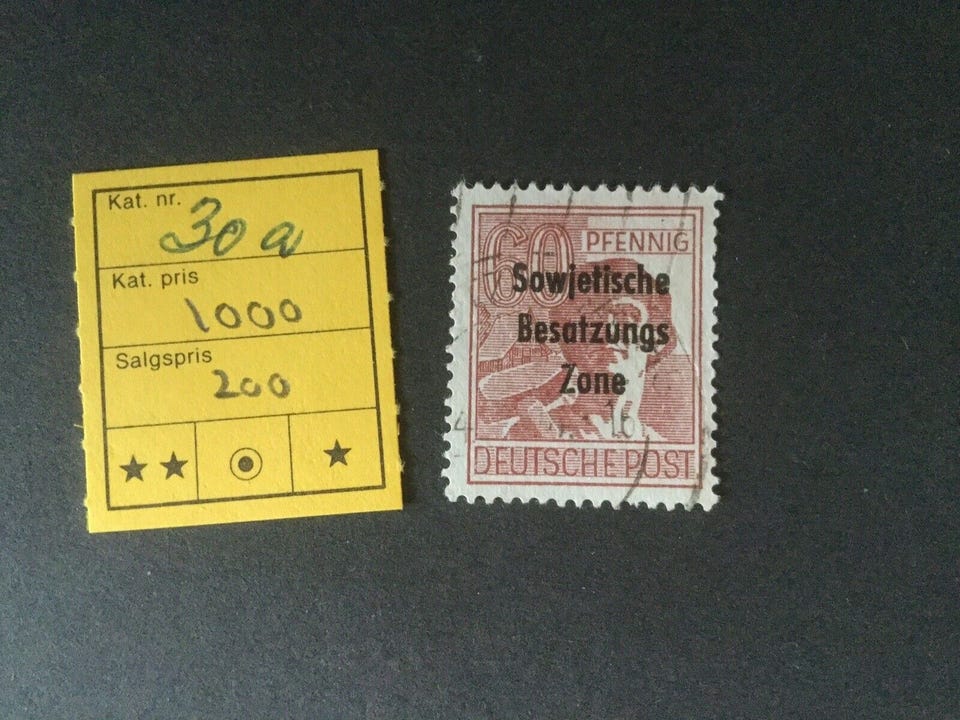 Kat. nr.
30 a
Kat. pris
1000
Salgspris
200
60 PFENNIG
Sowjetische
Besatzungs
Zone
DEUTSCHE POST